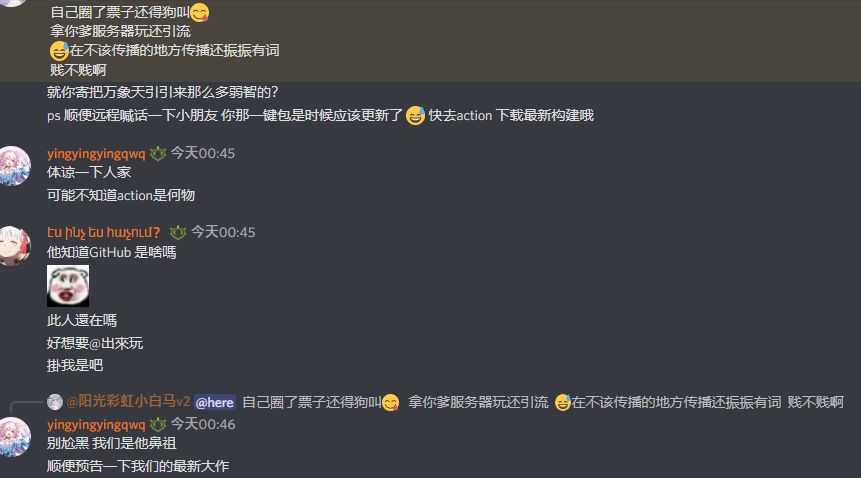 自己圈了票子还得狗叫😋
拿你爹服务器玩还引流
😅在不该传播的地方传播还振振有词
贱不贱啊
就你寄把万象天引引来那么多弱智的？
ps 顺便远程喊话一下小朋友 你那一键包是时候应该更新了 😅 快去action 下载最新构建哦
yingyingyingqwq 今天00:45
体谅一下人家
可能不知道action是何物
Էս ինչ ես հաչում? 今天00:45
他知道GitHub 是啥嗎
此人還在嗎
好想要@出來玩
掛我是吧
@阳光彩虹小白马v2 @here 自己圈了票子还得狗叫😋 拿你爹服务器玩还引流 😅在不该传播的地方传播还振振有词 贱不贱啊
yingyingyingqwq 今天00:46
别尬黑 我们是他鼻祖
顺便预告一下我们的最新大作